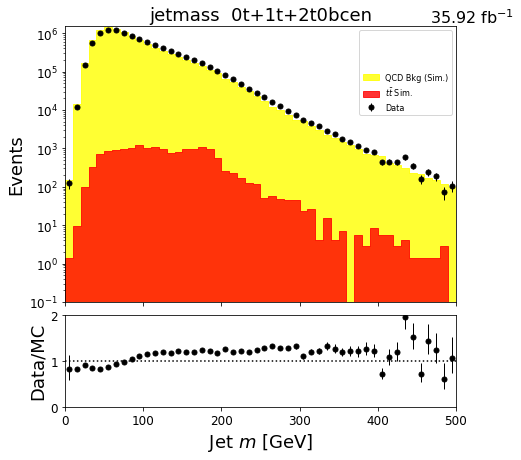 jetmass 0t+1t+2t0bcen
35.92 fb⁻¹
Events
10⁶
10⁵
10⁴
10³
10²
10¹
10⁰
10⁻¹
QCD Bkg (Sim.)
tt̄ Sim.
Data
Data/MC
2
1
0
0 100 200 300 400 500
Jet m [GeV]